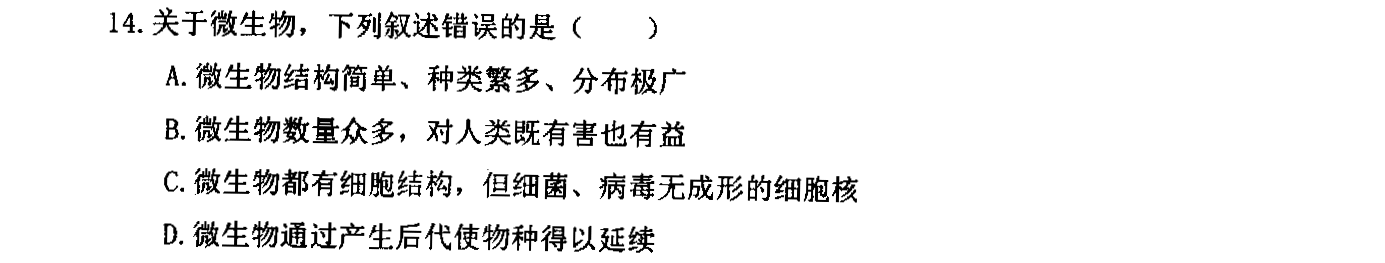 14. 关于微生物，下列叙述错误的是（　　）
A. 微生物结构简单、种类繁多、分布极广
B. 微生物数量众多，对人类既有害也有益
C. 微生物都有细胞结构，但细菌、病毒无成形的细胞核
D. 微生物通过产生后代使物种得以延续